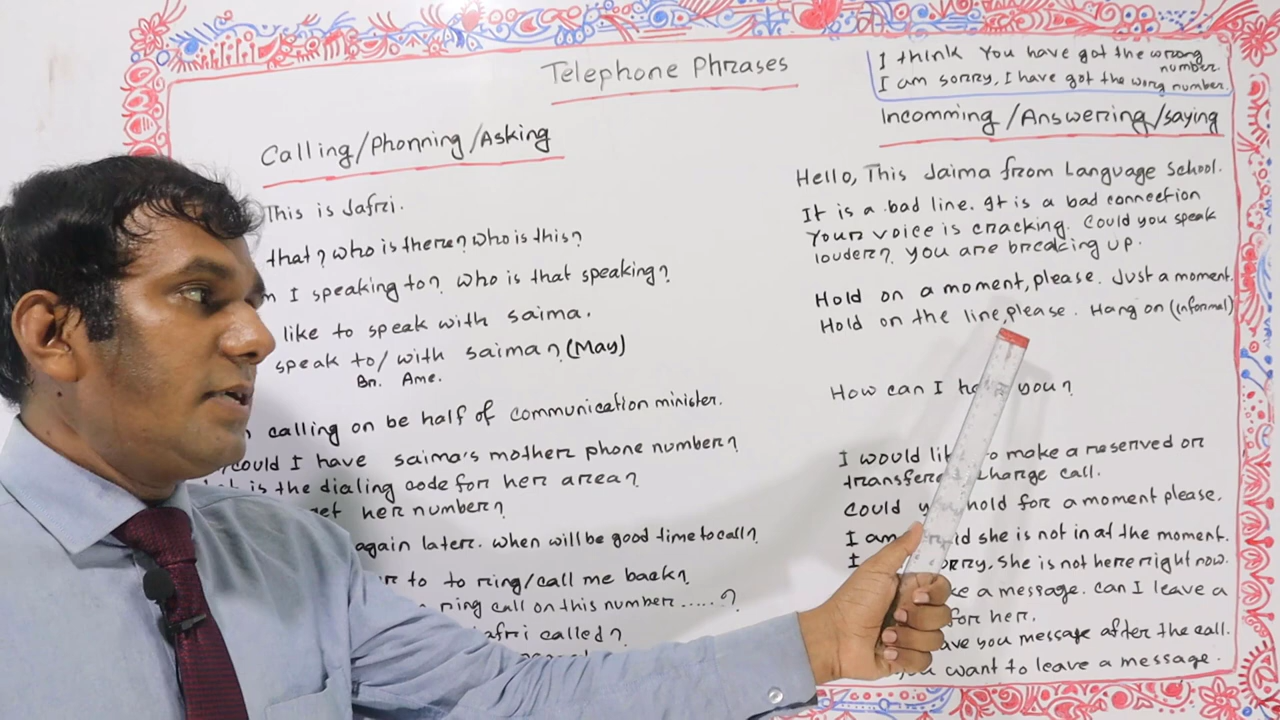 Telephone Phrases
I think You have got the wrong
number.
I am sorry, I have got the wong number.
Calling/Phonning/Asking
This is Jafri.
that? who is there? who is this?
I speaking to? who is that speaking?
like to speak with saima.
speak to/with saima? (May)
Bri. Ame.
calling on be half of communication minister.
could I have saima's mother phone number?
is the dialing code for her area?
her number?
again later. when will be good time to call?
to to ring/call me back?
ring call on this number.....?
called?
Incomming/Answering/saying
Hello, This Jaima from Language School.
It is a bad line. It is a bad connection
Your voice is cracking. Could you speak
louder? you are breaking up.
Hold on a moment, please. Just a moment.
Hold on the line, please. Hang on (Informal)
How can I you?
I would to make a reserved or
charge call.
Could hold for a moment please.
I am she is not in at the moment.
She is not here right now.
a message. can I leave a
for her.
you message after the call.
want to leave a message.